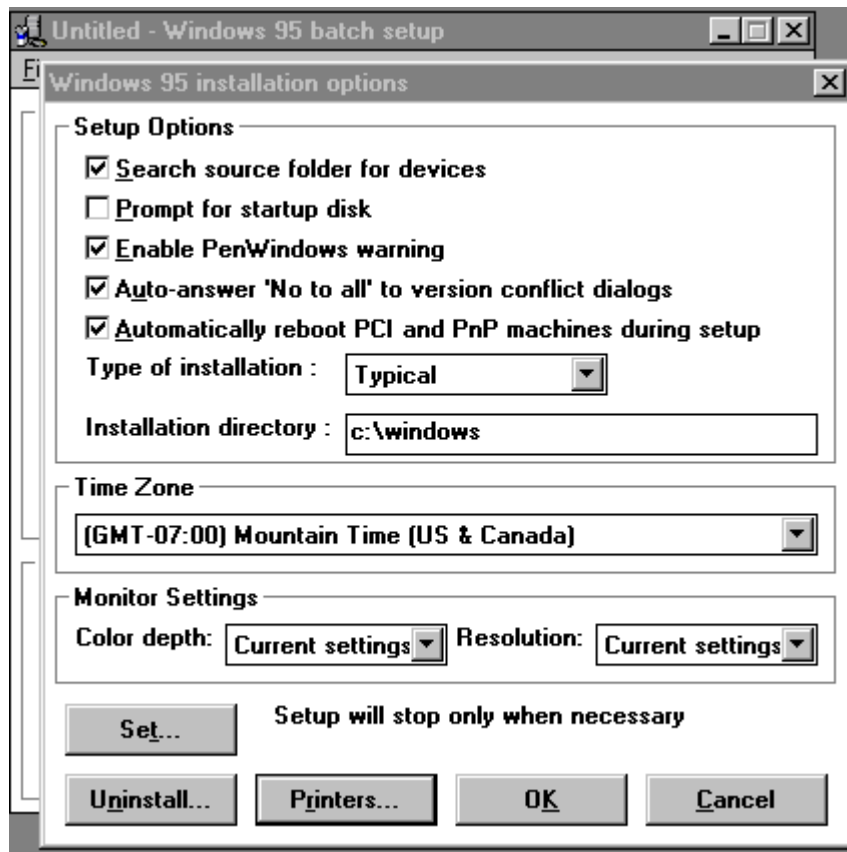 Untitled - Windows 95 batch setup
Fi
Windows 95 installation options
Setup Options
Search source folder for devices
Prompt for startup disk
Enable PenWindows warning
Auto-answer 'No to all' to version conflict dialogs
Automatically reboot PCI and PnP machines during setup
Type of installation : Typical
Installation directory : c:\windows
Time Zone
(GMT-07:00) Mountain Time (US & Canada)
Monitor Settings
Color depth: Current settings Resolution: Current settings
Set... Setup will stop only when necessary
Uninstall... Printers... OK Cancel